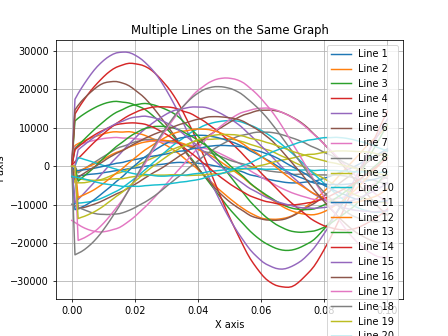 Multiple Lines on the Same Graph
30000
20000
10000
0
−10000
−20000
−30000
0.00
0.02
0.04
0.06
0.08
X axis
Line 1
Line 2
Line 3
Line 4
Line 5
Line 6
Line 7
Line 8
Line 9
Line 10
Line 11
Line 12
Line 13
Line 14
Line 15
Line 16
Line 17
Line 18
Line 19
Line 20